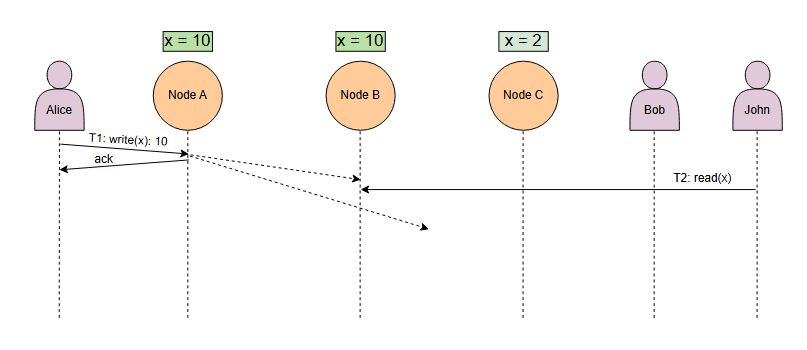 x = 10
x = 10
x = 2
Alice
Node A
Node B
Node C
Bob
John
T1: write(x): 10
ack
T2: read(x)